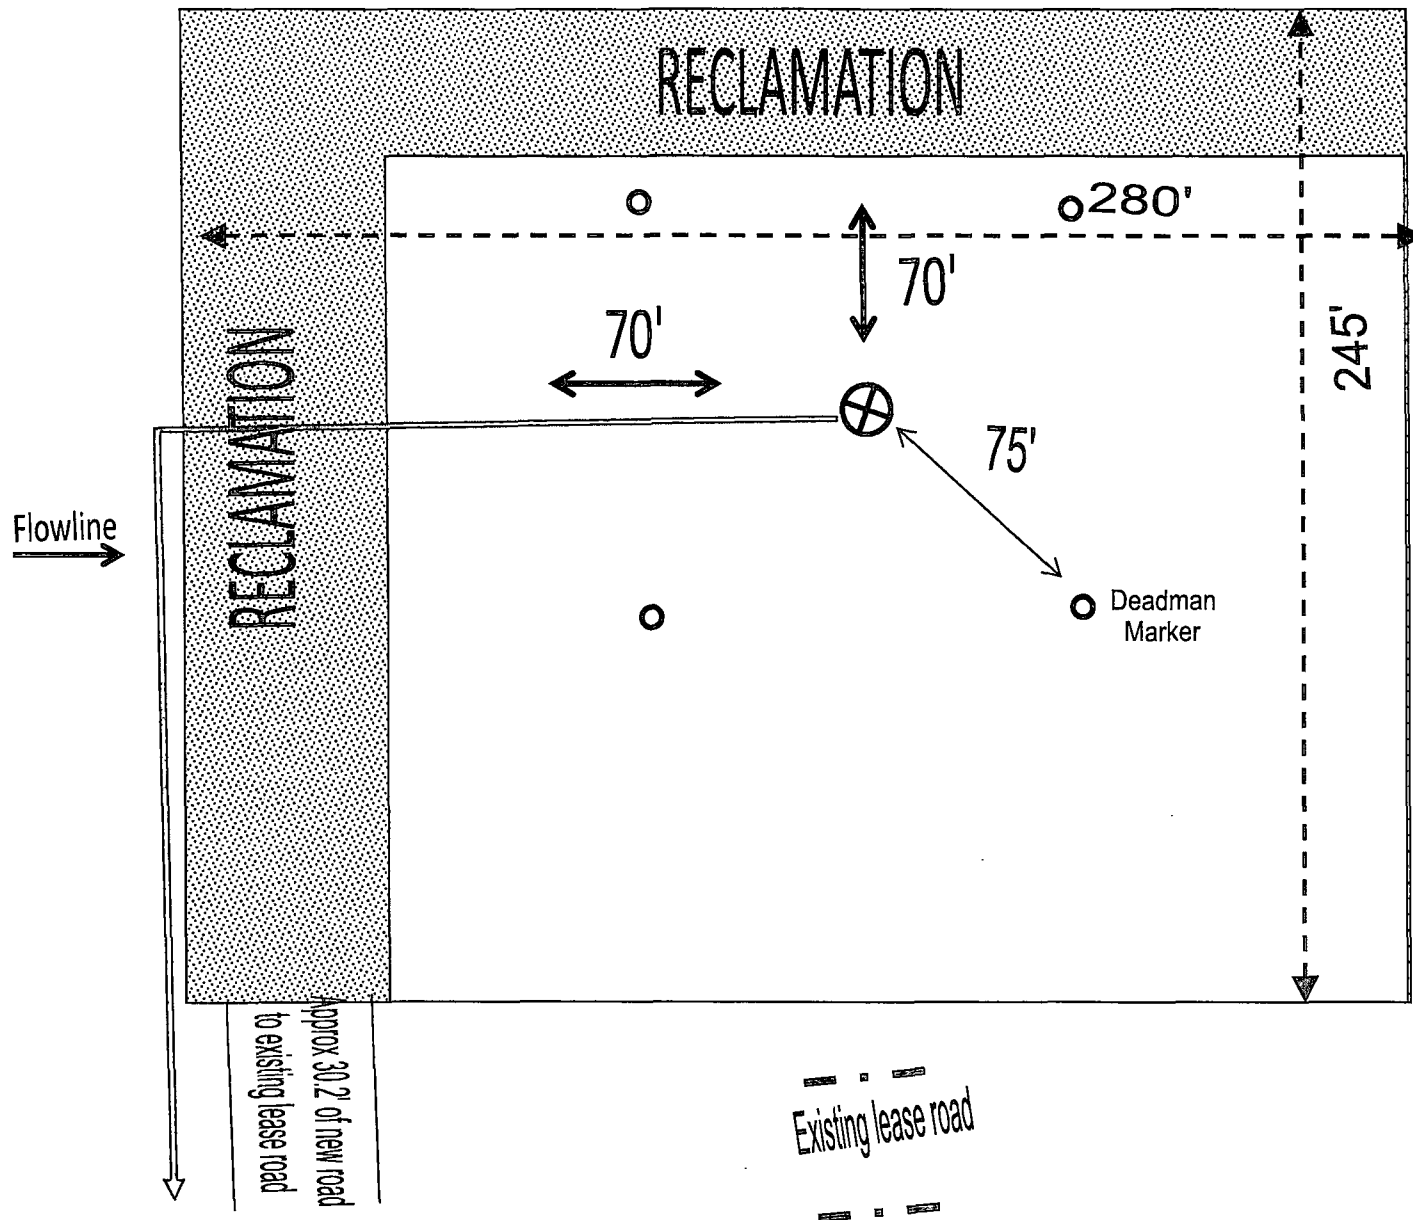 RECLAMATION
280'
70'
70'
245'
RECLAMATION
75'
Flowline
Deadman
Marker
Approx 30.2' of new road
to existing lease road
Existing lease road